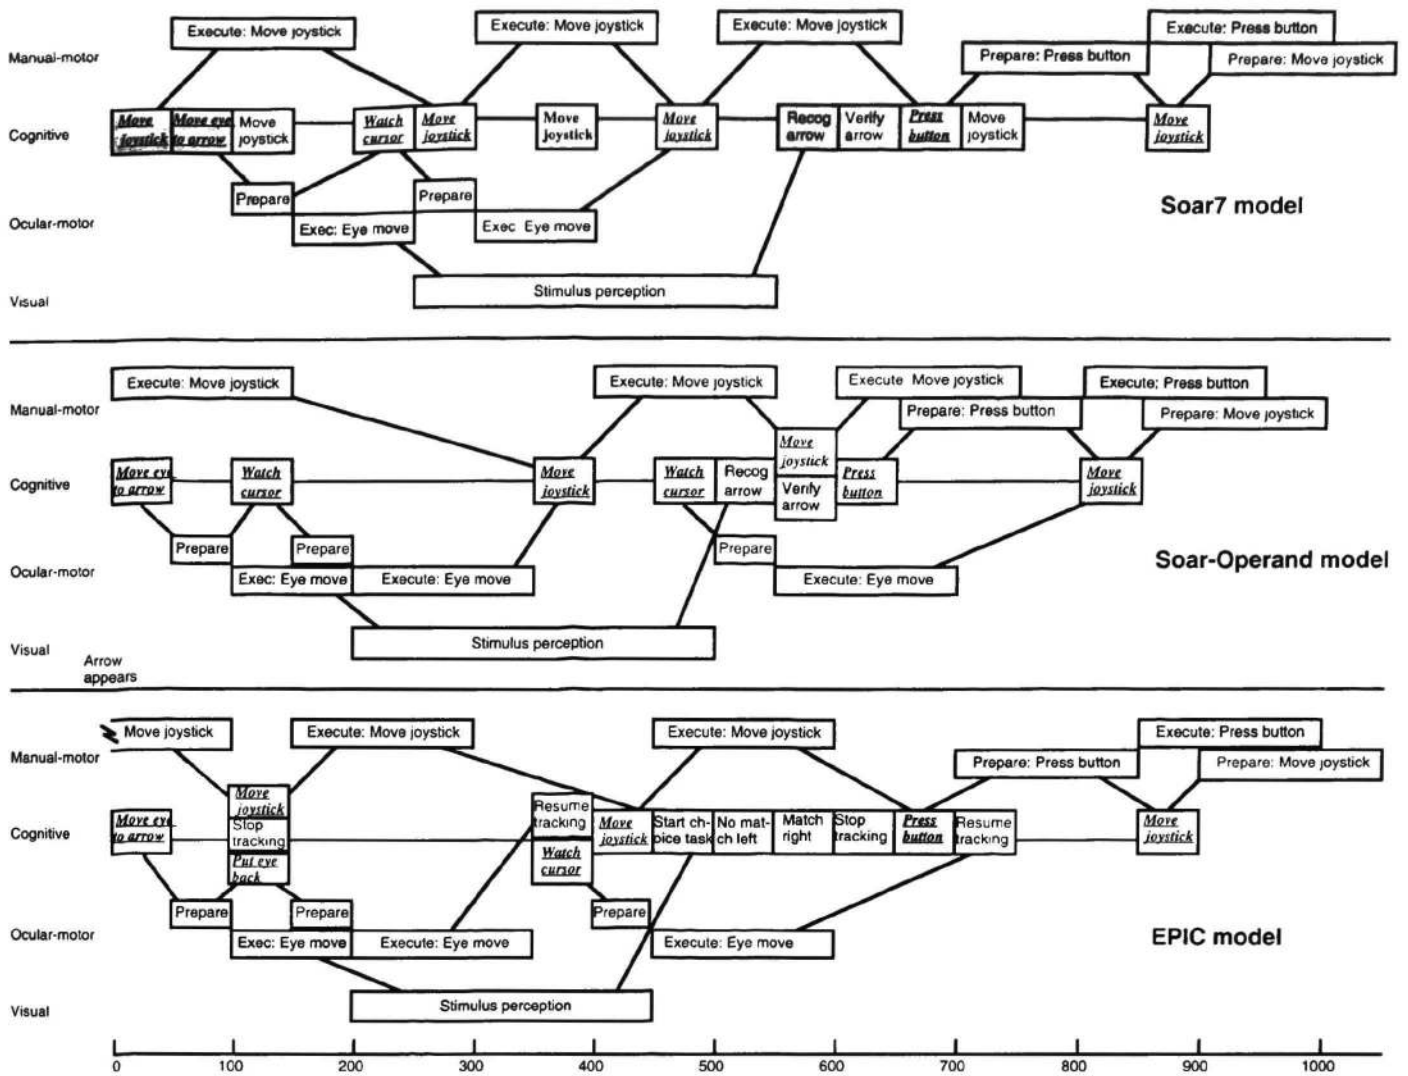 Execute: Move joystick
Execute: Move joystick
Execute: Move joystick
Execute: Press button
Manual-motor
Prepare: Press button
Prepare: Move joystick
Cognitive
Move
joystick
Move eye
to arrow
Move
joystick
Watch
cursor
Move
joystick
Move
joystick
Move
joystick
Recog
arrow
Verify
arrow
Press
button
Move
joystick
Move
joystick
Prepare
Prepare
Soar7 model
Ocular-motor
Exec: Eye move
Exec Eye move
Visual
Stimulus perception
Execute: Move joystick
Execute: Move joystick
Execute Move joystick
Execute: Press button
Manual-motor
Prepare: Press button
Prepare: Move joystick
Cognitive
Move eye
to arrow
Watch
cursor
Move
joystick
Watch
cursor
Recog
arrow
Move
joystick
Verify
arrow
Press
button
Move
joystick
Prepare
Prepare
Prepare
Soar-Operand model
Ocular-motor
Exec: Eye move
Execute: Eye move
Execute: Eye move
Visual
Stimulus perception
Arrow
appears
Move joystick
Execute: Move joystick
Execute: Move joystick
Execute: Press button
Manual-motor
Prepare: Press button
Prepare: Move joystick
Cognitive
Move eye
to arrow
Move
joystick
Stop
tracking
Put eye
back
Resume
tracking
Watch
cursor
Move
joystick
Start ch-
oice task
No mat-
ch left
Match
right
Stop
tracking
Press
button
Resume
tracking
Move
joystick
Prepare
Prepare
Prepare
Ocular-motor
Exec: Eye move
Execute: Eye move
Execute: Eye move
EPIC model
Visual
Stimulus perception
0 100 200 300 400 500 600 700 800 900 1000